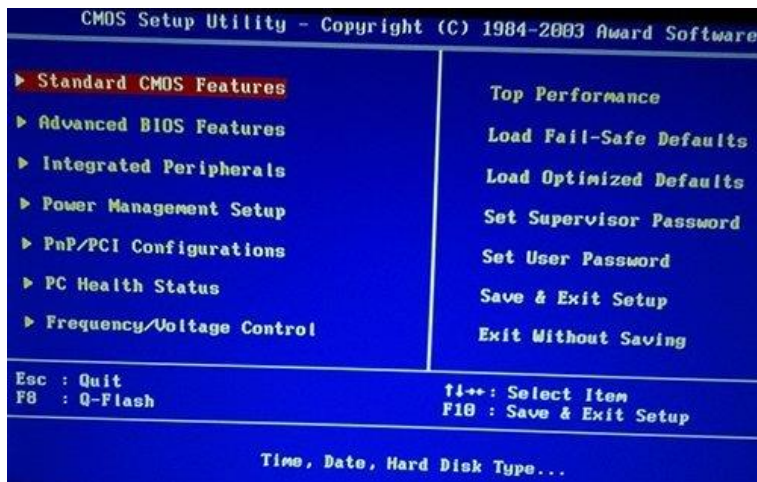 CMOS Setup Utility - Copyright (C) 1984-2003 Award Software
▶ Standard CMOS Features
▶ Advanced BIOS Features
▶ Integrated Peripherals
▶ Power Management Setup
▶ PnP/PCI Configurations
▶ PC Health Status
▶ Frequency/Voltage Control
Top Performance
Load Fail-Safe Defaults
Load Optimized Defaults
Set Supervisor Password
Set User Password
Save & Exit Setup
Exit Without Saving
Esc : Quit
F8 : Q-Flash
↑↓→←: Select Item
F10 : Save & Exit Setup
Time, Date, Hard Disk Type...